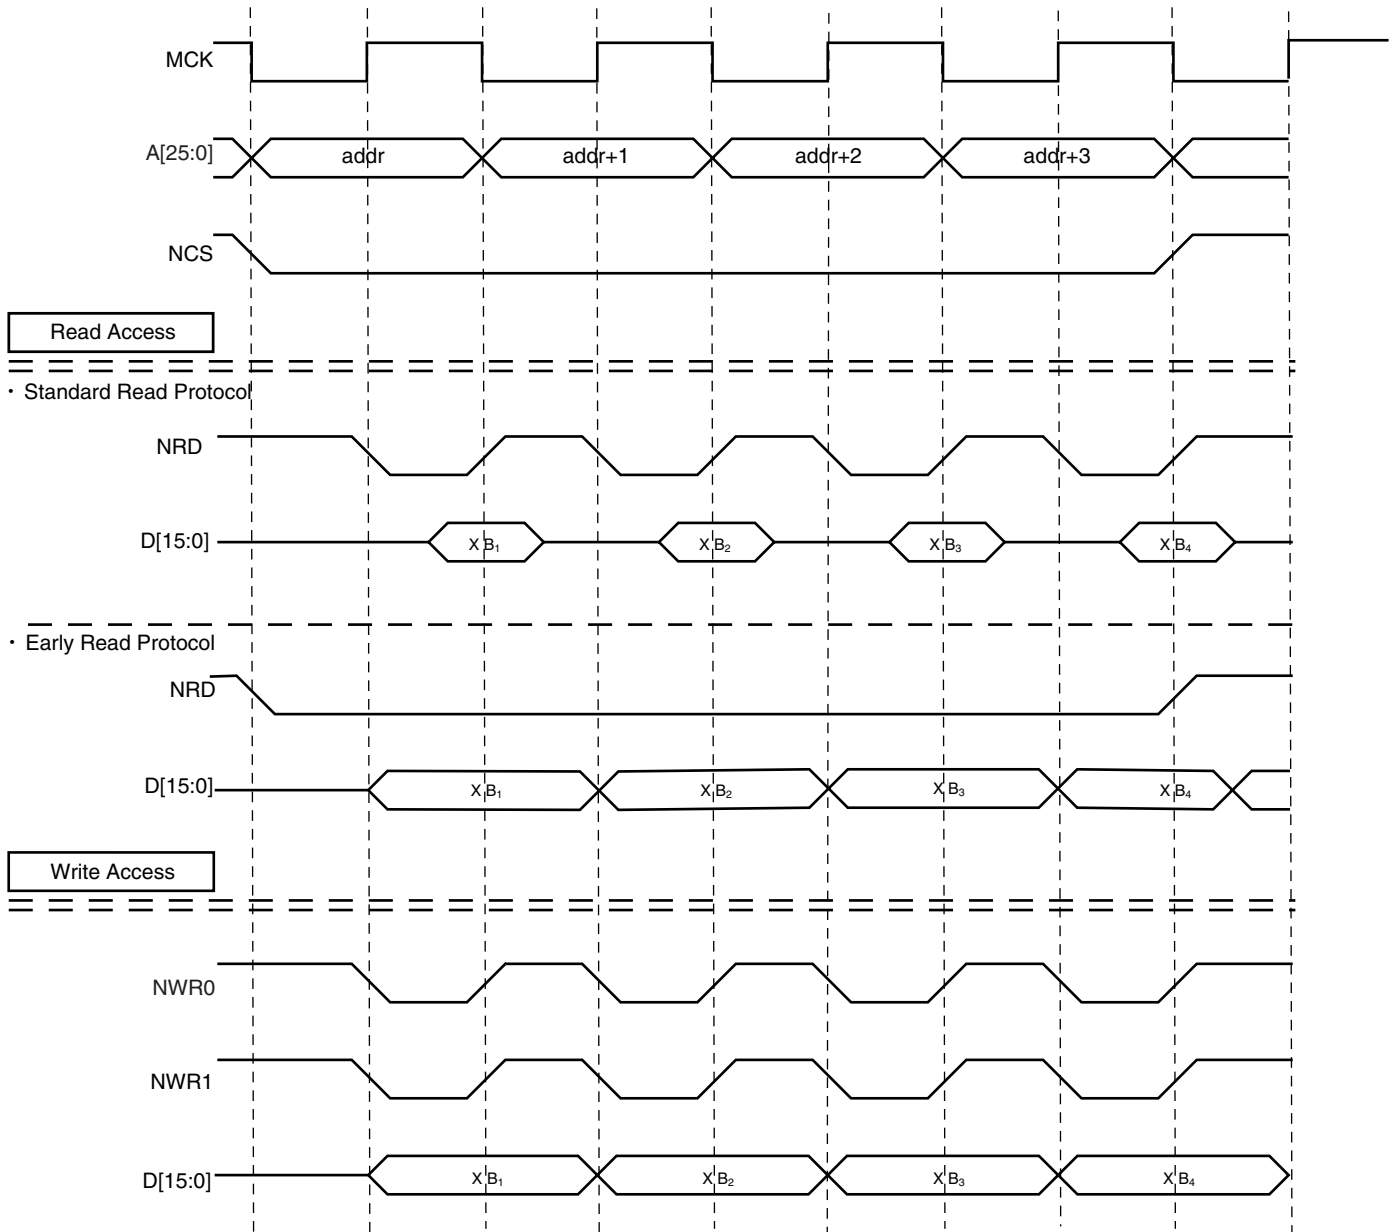 MCK
A[25:0] addr addr+1 addr+2 addr+3
NCS
Read Access
• Standard Read Protocol
NRD
D[15:0] X B₁ X B₂ X B₃ X B₄
• Early Read Protocol
NRD
D[15:0] X B₁ X B₂ X B₃ X B₄
Write Access
NWR0
NWR1
D[15:0] X B₁ X B₂ X B₃ X B₄